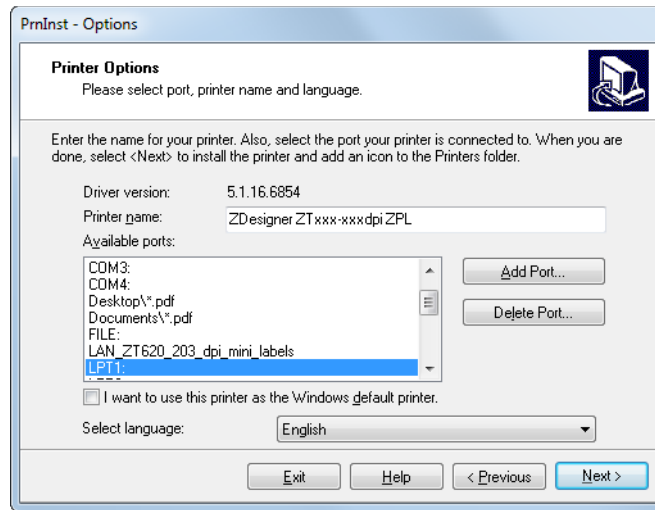 PrnInst - Options
Printer Options
Please select port, printer name and language.
Enter the name for your printer. Also, select the port your printer is connected to. When you are
done, select <Next> to install the printer and add an icon to the Printers folder.
Driver version: 5.1.16.6854
Printer name: ZDesigner ZTxxx-xxxdpi ZPL
Available ports:
COM3:
COM4:
Desktop\*.pdf
Documents\*.pdf
FILE:
LAN_ZT620_203_dpi_mini_labels
LPT1:
Add Port...
Delete Port...
I want to use this printer as the Windows default printer.
Select language: English
Exit Help < Previous Next >